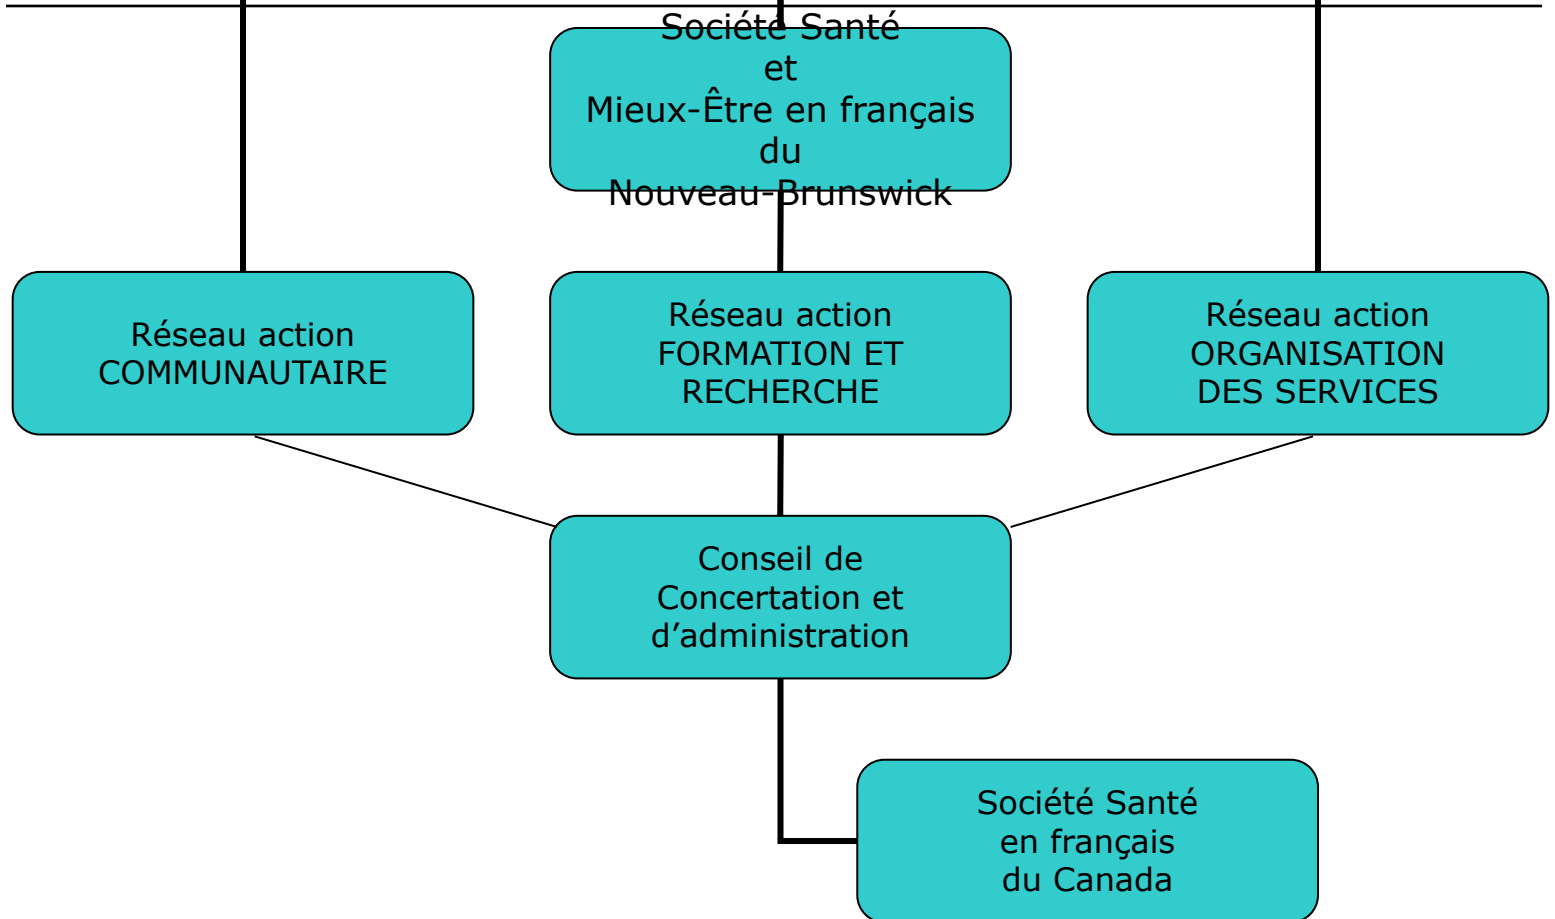 Société Santé
et
Mieux-Être en français
du
Nouveau-Brunswick
Réseau action
COMMUNAUTAIRE
Réseau action
FORMATION ET
RECHERCHE
Réseau action
ORGANISATION
DES SERVICES
Conseil de
Concertation et
d’administration
Société Santé
en français
du Canada